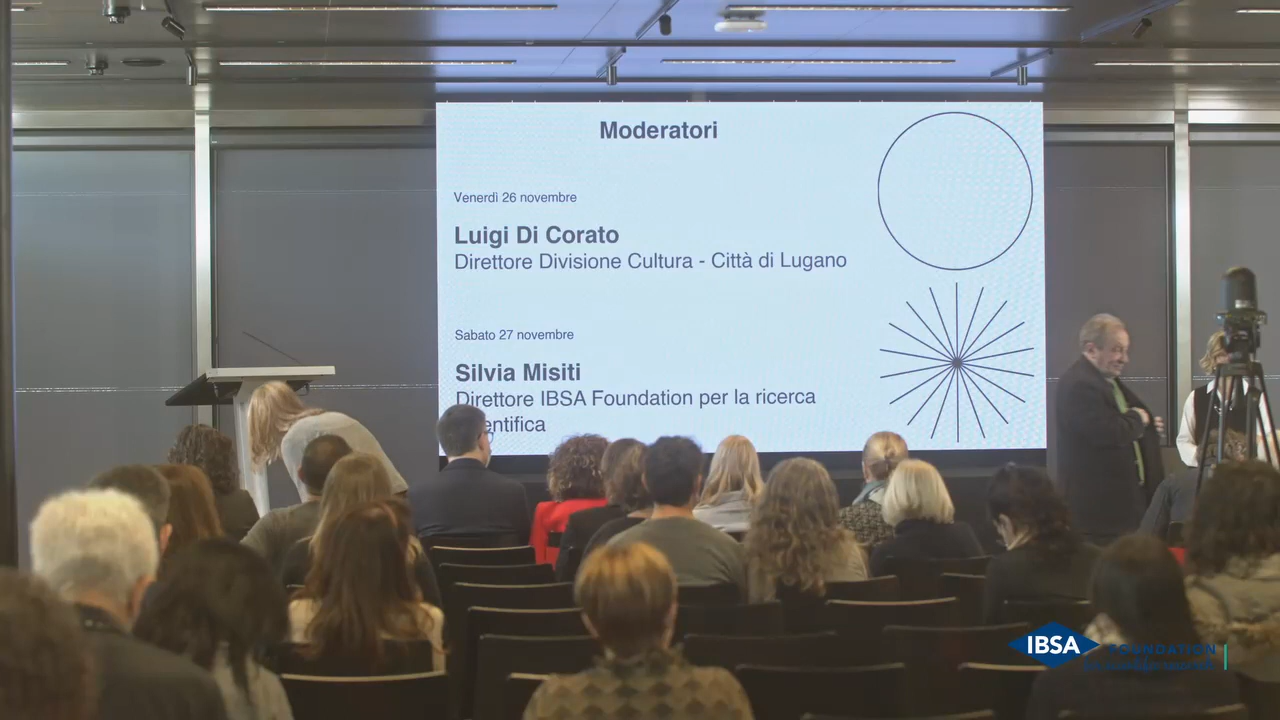 Moderatori
Venerdì 26 novembre
Luigi Di Corato
Direttore Divisione Cultura - Città di Lugano
Sabato 27 novembre
Silvia Misiti
Direttore IBSA Foundation per la ricerca
entifica
IBSA FOUNDATION